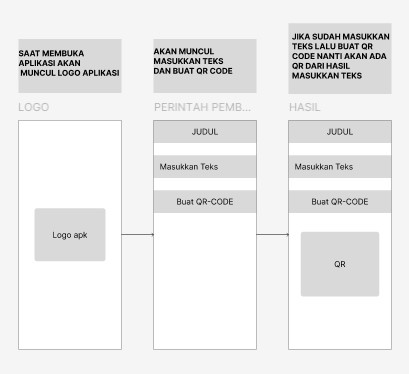 SAAT MEMBUKA
APLIKASI AKAN
MUNCUL LOGO APLIKASI
AKAN MUNCUL
MASUKKAN TEKS
DAN BUAT QR CODE
JIKA SUDAH MASUKKAN
TEKS LALU BUAT QR
CODE NANTI AKAN ADA
QR DARI HASIL
MASUKKAN TEKS
LOGO
PERINTAH PEMB...
HASIL
Logo apk
JUDUL
Masukkan Teks
Buat QR-CODE
JUDUL
Masukkan Teks
Buat QR-CODE
QR